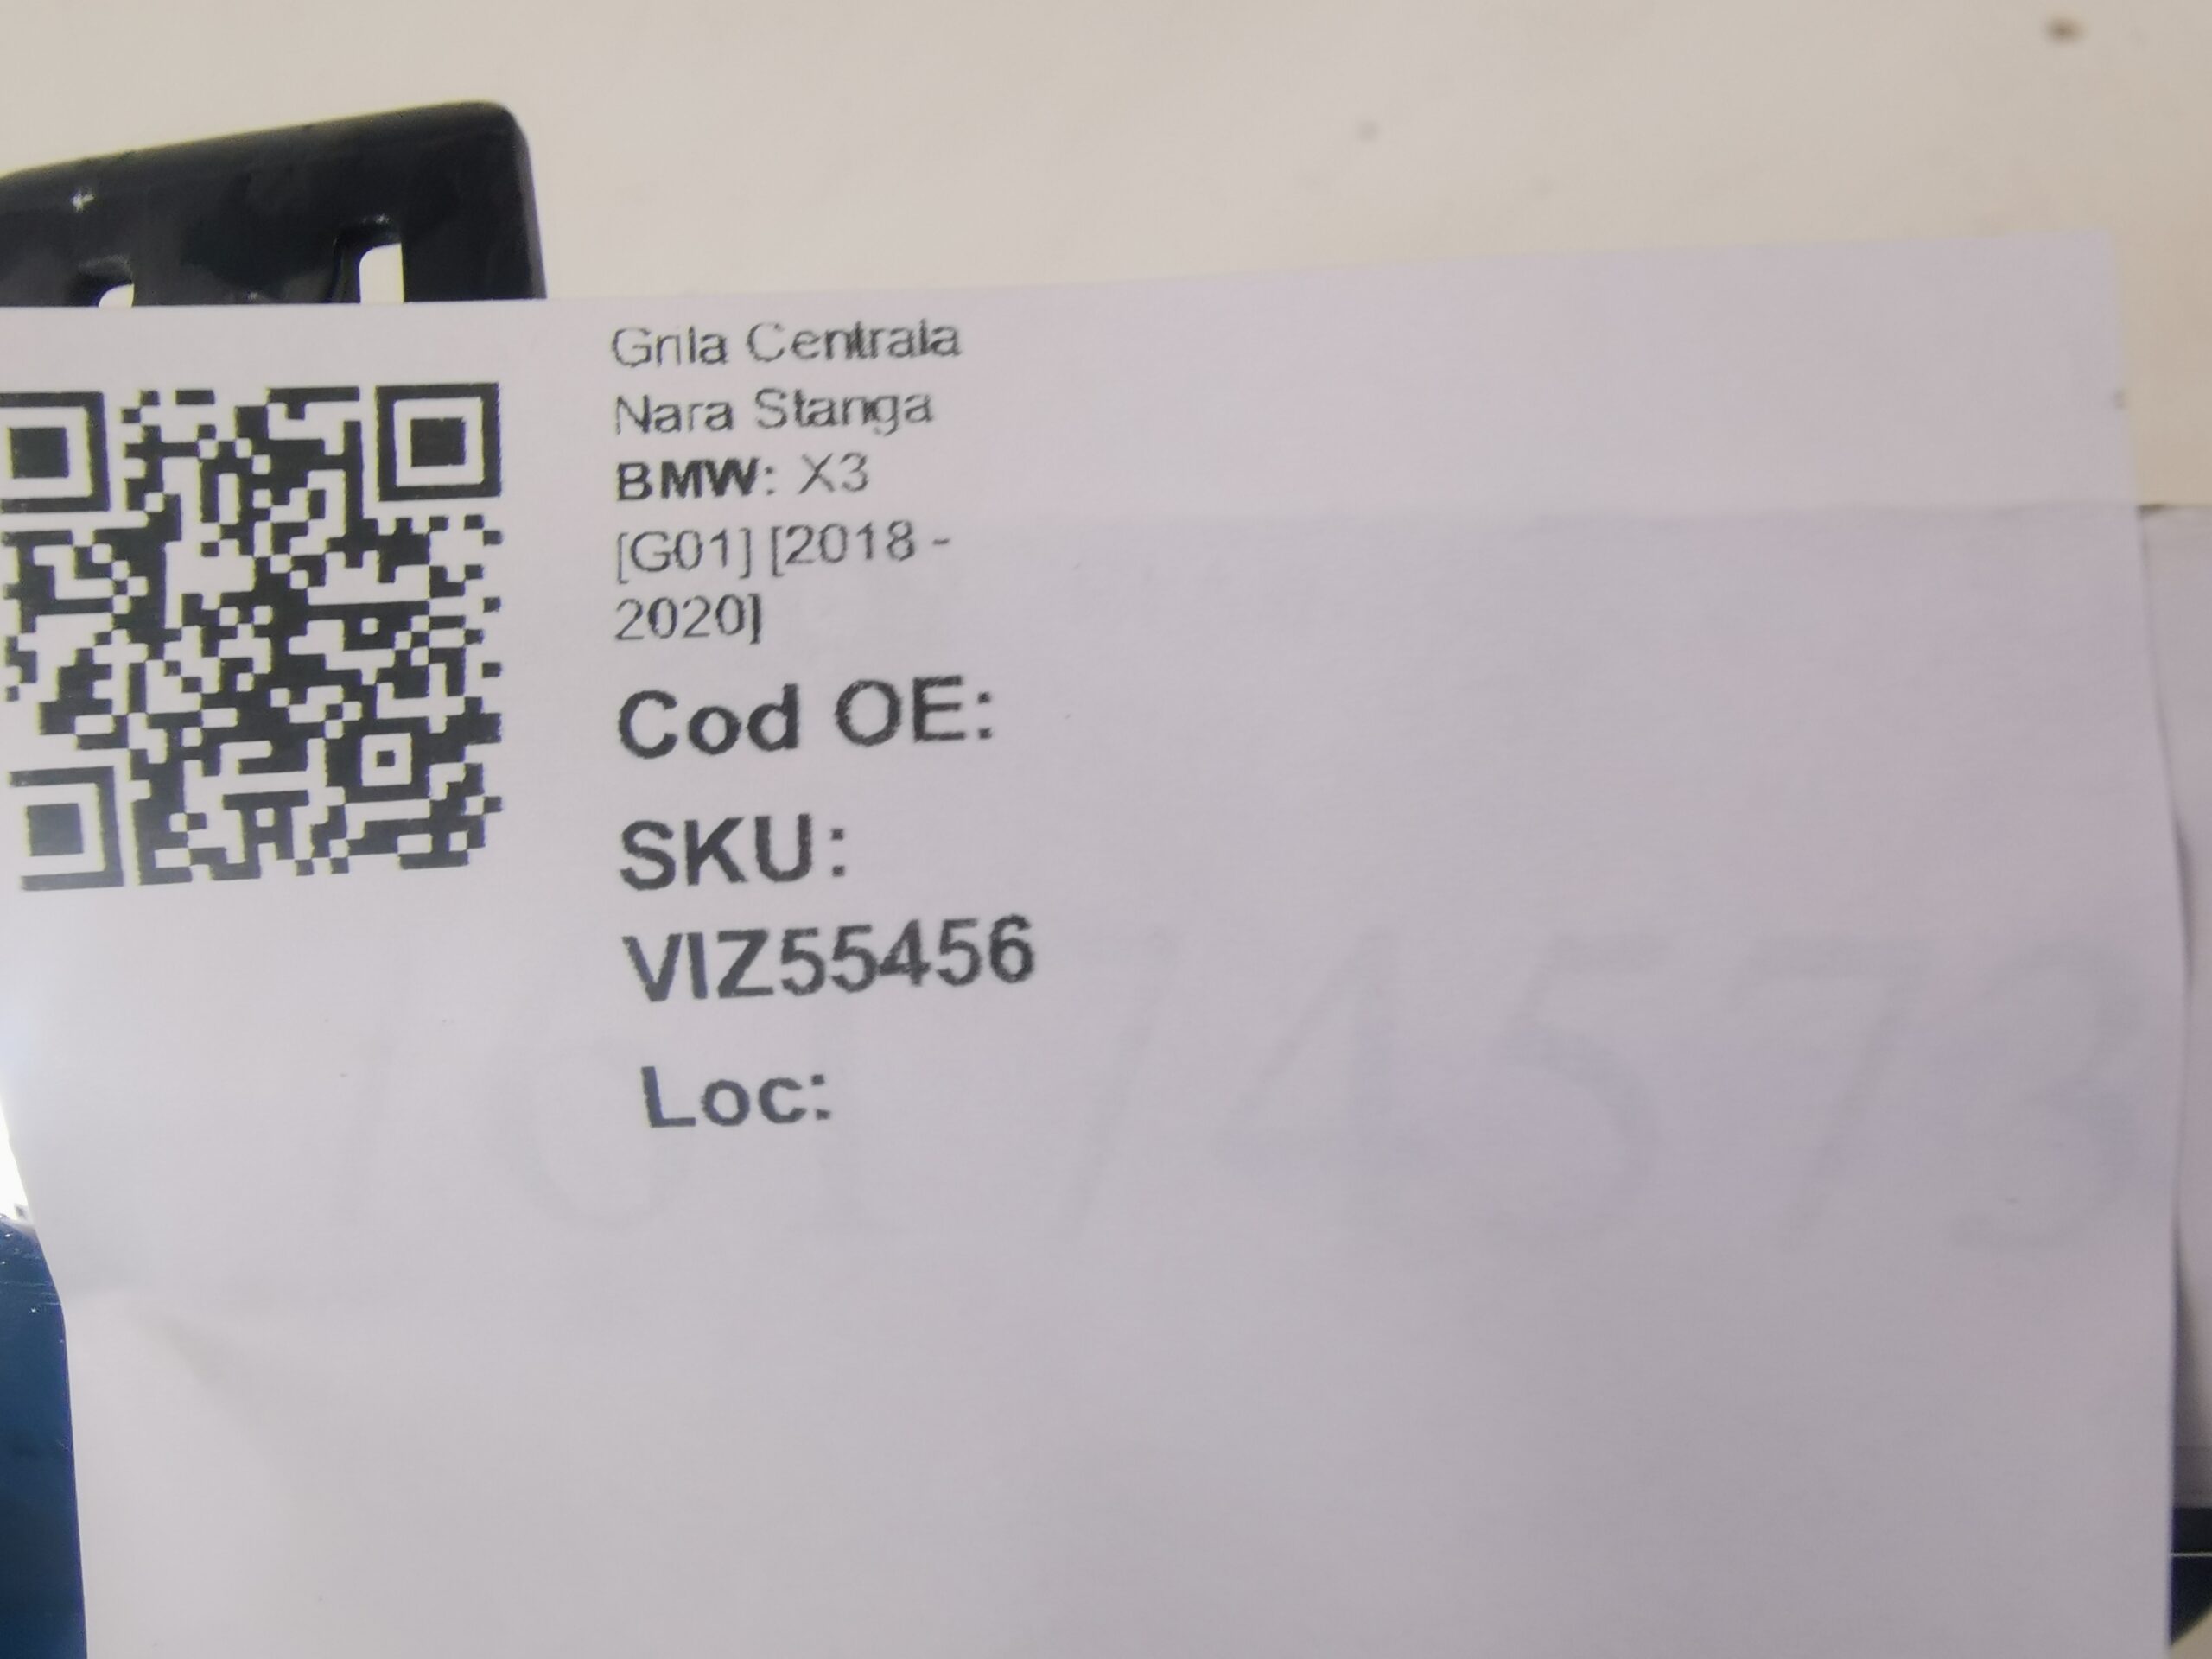 Grila Centrala
Nara Stanga
BMW: X3
[G01] [2018 -
2020]
Cod OE:
SKU:
VIZ55456
Loc: